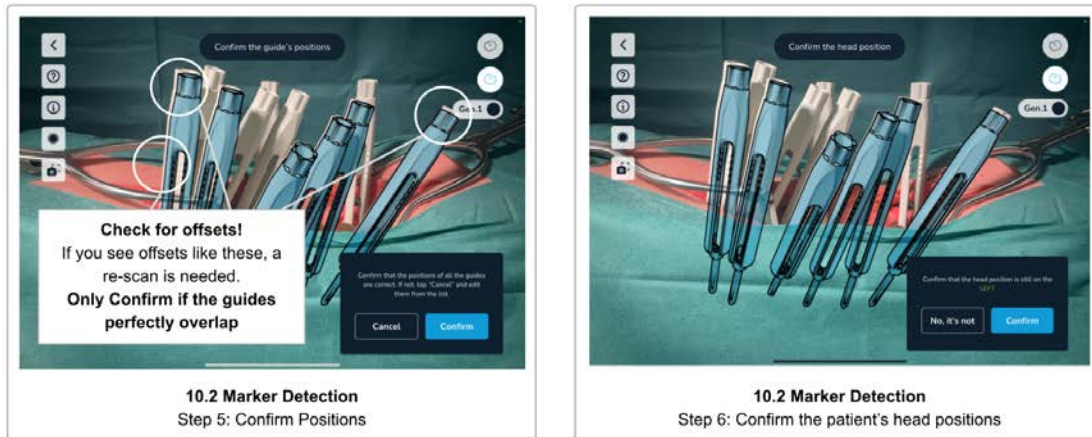 Confirm the guide's positions
Gen.1
Check for offsets!
If you see offsets like these, a
re-scan is needed.
Only Confirm if the guides
perfectly overlap
Confirm that the positions of all the guides
are correct. If not, tap "Cancel" and edit
them from the list.
Cancel
Confirm
10.2 Marker Detection
Step 5: Confirm Positions
Confirm the head position
Gen.1
Confirm that the head position is still on the
LEFT
No, it's not
Confirm
10.2 Marker Detection
Step 6: Confirm the patient's head positions